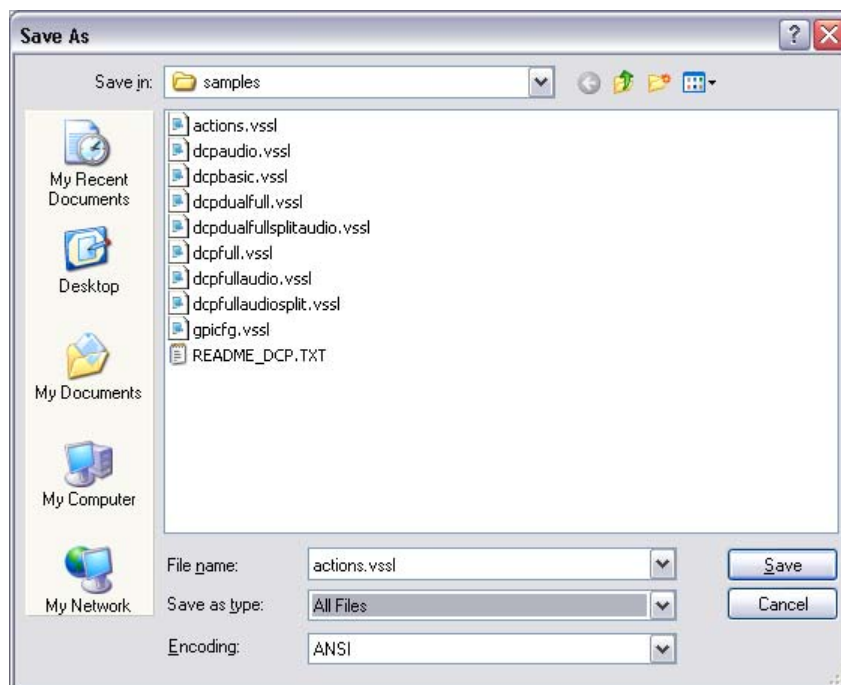 Save As
Save in:
samples
My Recent
Documents
Desktop
My Documents
My Computer
My Network
actions.vssl
dcpaudio.vssl
dcpbasic.vssl
dcpdualfull.vssl
dcpdualfullsplitaudio.vssl
dcpfull.vssl
dcpfullaudio.vssl
dcpfullaudiosplit.vssl
gpicfg.vssl
README_DCP.TXT
File name:
actions.vssl
Save
Save as type:
All Files
Cancel
Encoding:
ANSI